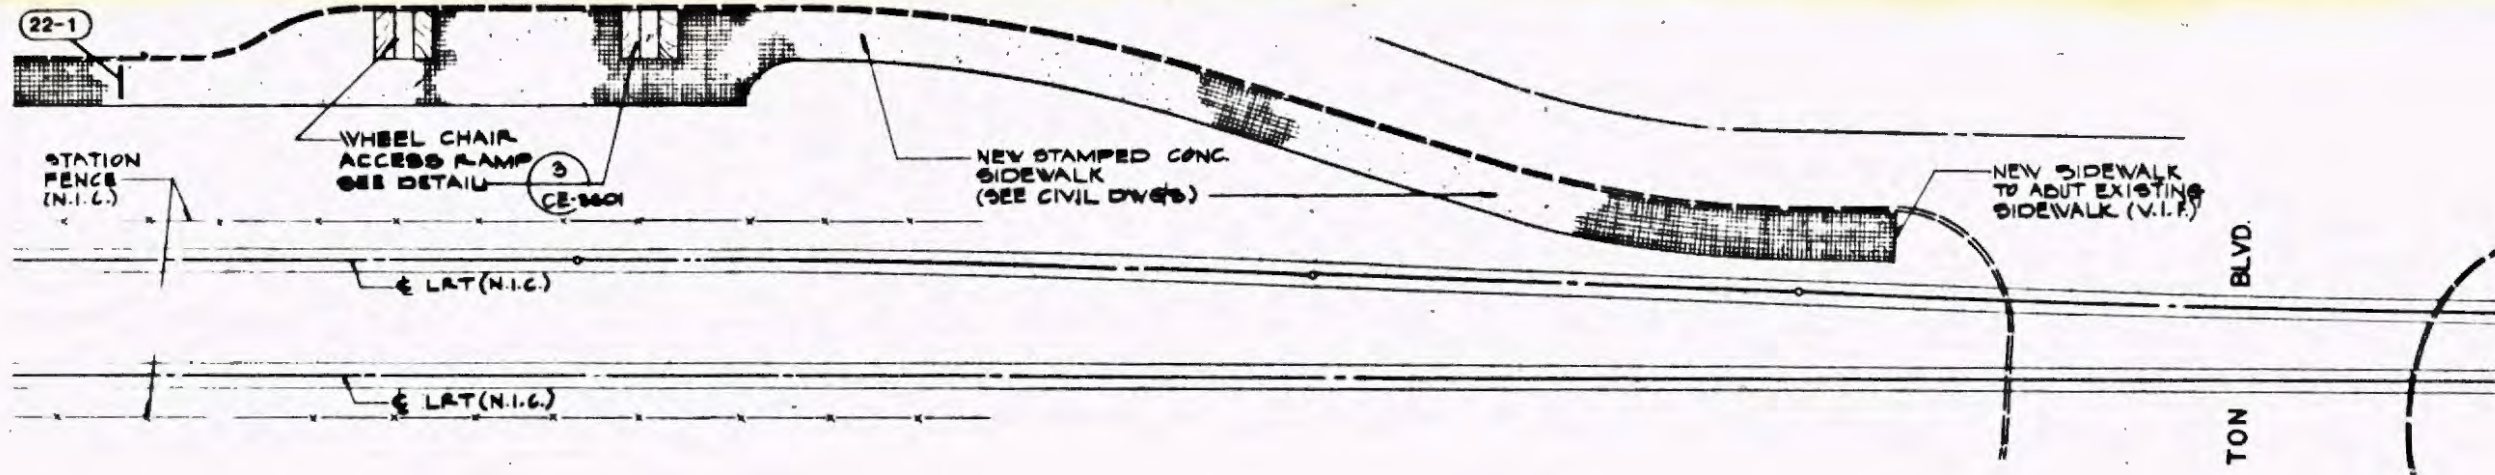 22-1
WHEEL CHAIR
ACCESS RAMP
SEE DETAIL
3
STATION
FENCE
(N.I.C.)
NEW STAMPED CONC.
SIDEWALK
(SEE CIVIL DWG'S)
NEW SIDEWALK
TO ABUT EXISTING
SIDEWALK (V.I.F.)
℄ LRT (N.I.C.)
℄ LRT (N.I.C.)
BLVD.
TON